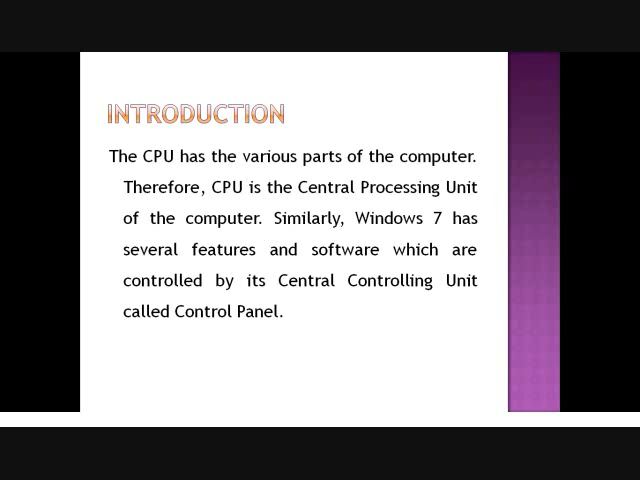 INTRODUCTION
The CPU has the various parts of the computer.
Therefore, CPU is the Central Processing Unit
of the computer. Similarly, Windows 7 has
several features and software which are
controlled by its Central Controlling Unit
called Control Panel.